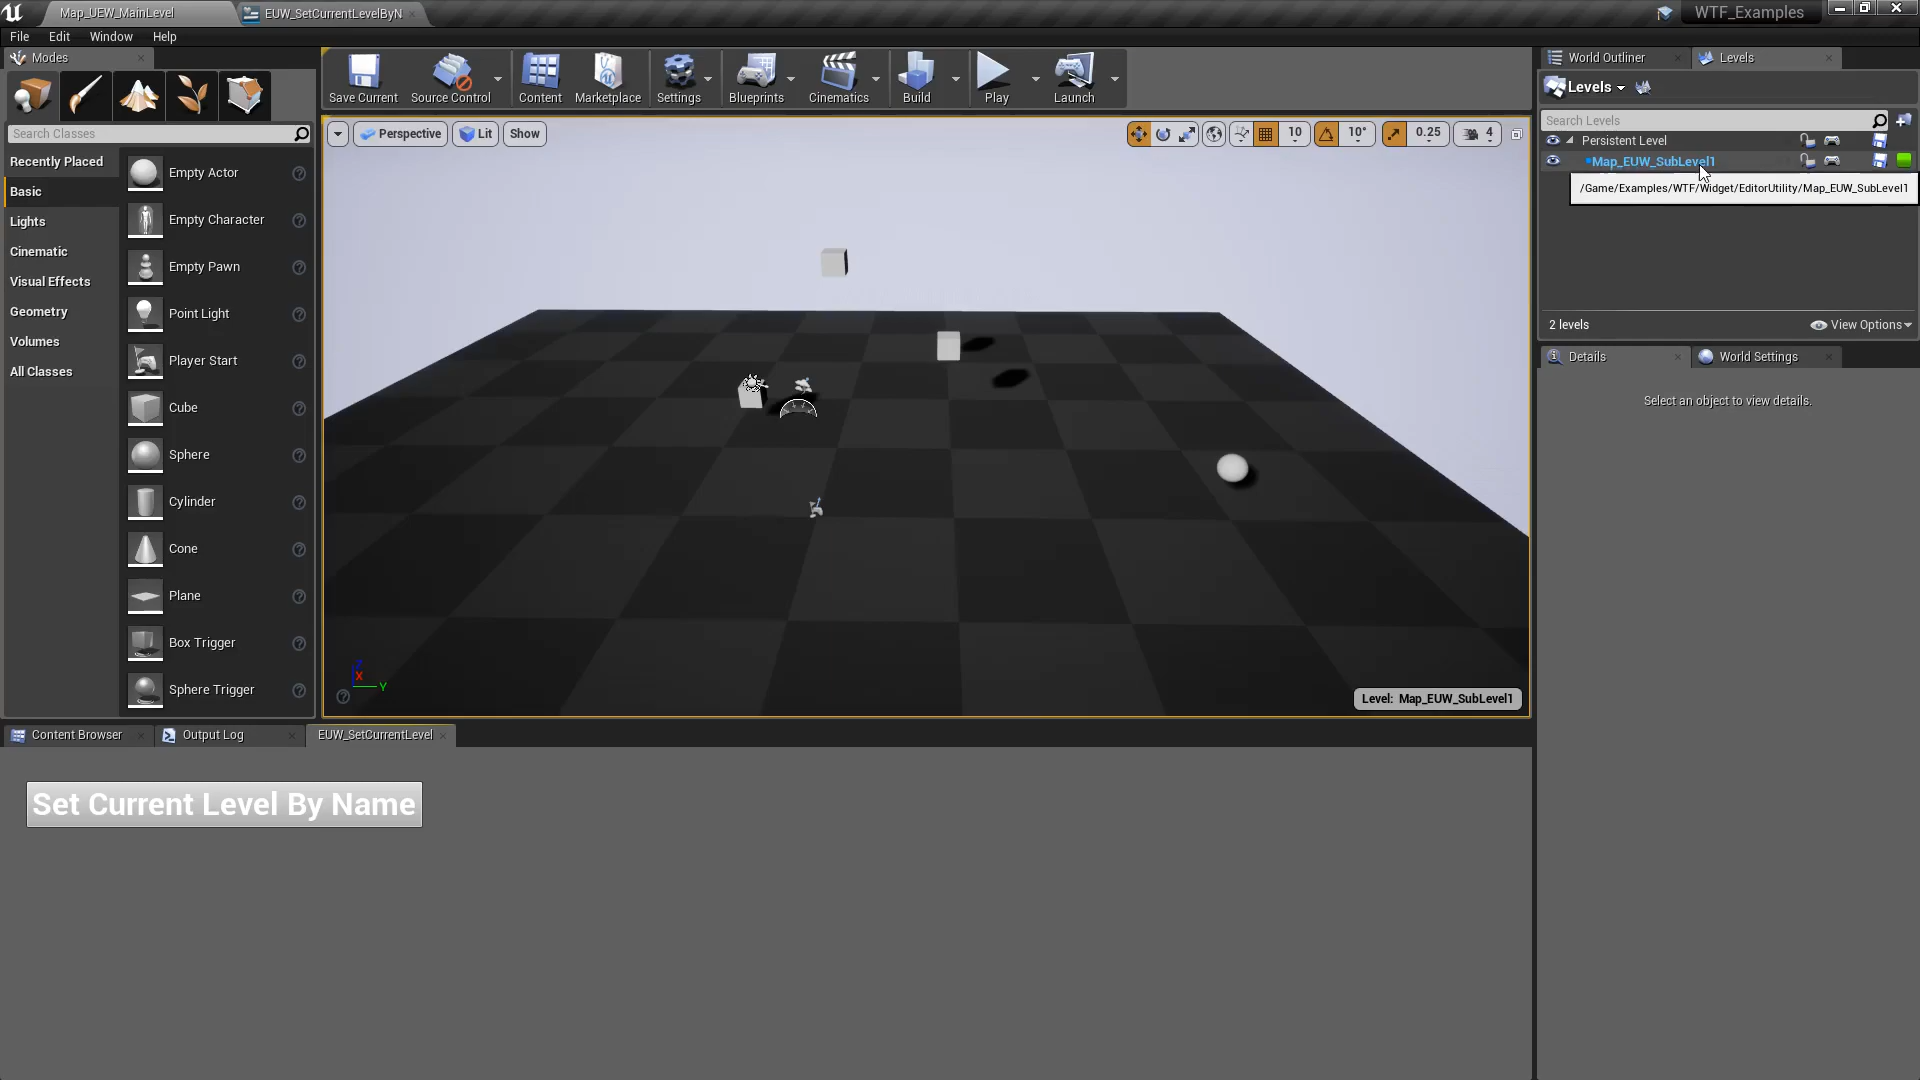 Map_UEW_MainLevel
EUW_SetCurrentLevelByN
WTF_Examples
File Edit Window Help
Modes
Search Classes
Recently Placed
Basic
Lights
Cinematic
Visual Effects
Geometry
Volumes
All Classes
Empty Actor
Empty Character
Empty Pawn
Point Light
Player Start
Cube
Sphere
Cylinder
Cone
Plane
Box Trigger
Sphere Trigger
Save Current Source Control Content Marketplace Settings Blueprints Cinematics Build Play Launch
Perspective Lit Show
10 10° 0.25 4
X
Y
Z
Level: Map_EUW_SubLevel1
World Outliner Levels
Levels
Search Levels
Persistent Level
Map_EUW_SubLevel1
/Game/Examples/WTF/Widget/EditorUtility/Map_EUW_SubLevel1
2 levels View Options
Details World Settings
Select an object to view details.
Content Browser Output Log EUW_SetCurrentLevel
Set Current Level By Name